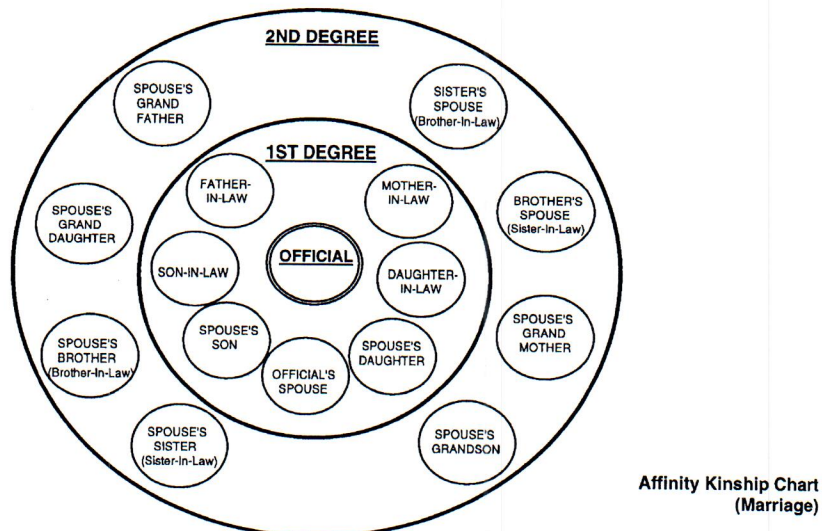 2ND DEGREE
SPOUSE'S
GRAND
FATHER
SISTER'S
SPOUSE
(Brother-In-Law)
1ST DEGREE
FATHER-
IN-LAW
MOTHER-
IN-LAW
SPOUSE'S
GRAND
DAUGHTER
BROTHER'S
SPOUSE
(Sister-In-Law)
OFFICIAL
SON-IN-LAW
DAUGHTER-
IN-LAW
SPOUSE'S
SON
SPOUSE'S
DAUGHTER
OFFICIAL'S
SPOUSE
SPOUSE'S
BROTHER
(Brother-In-Law)
SPOUSE'S
GRAND
MOTHER
SPOUSE'S
SISTER
(Sister-In-Law)
SPOUSE'S
GRANDSON
Affinity Kinship Chart
(Marriage)